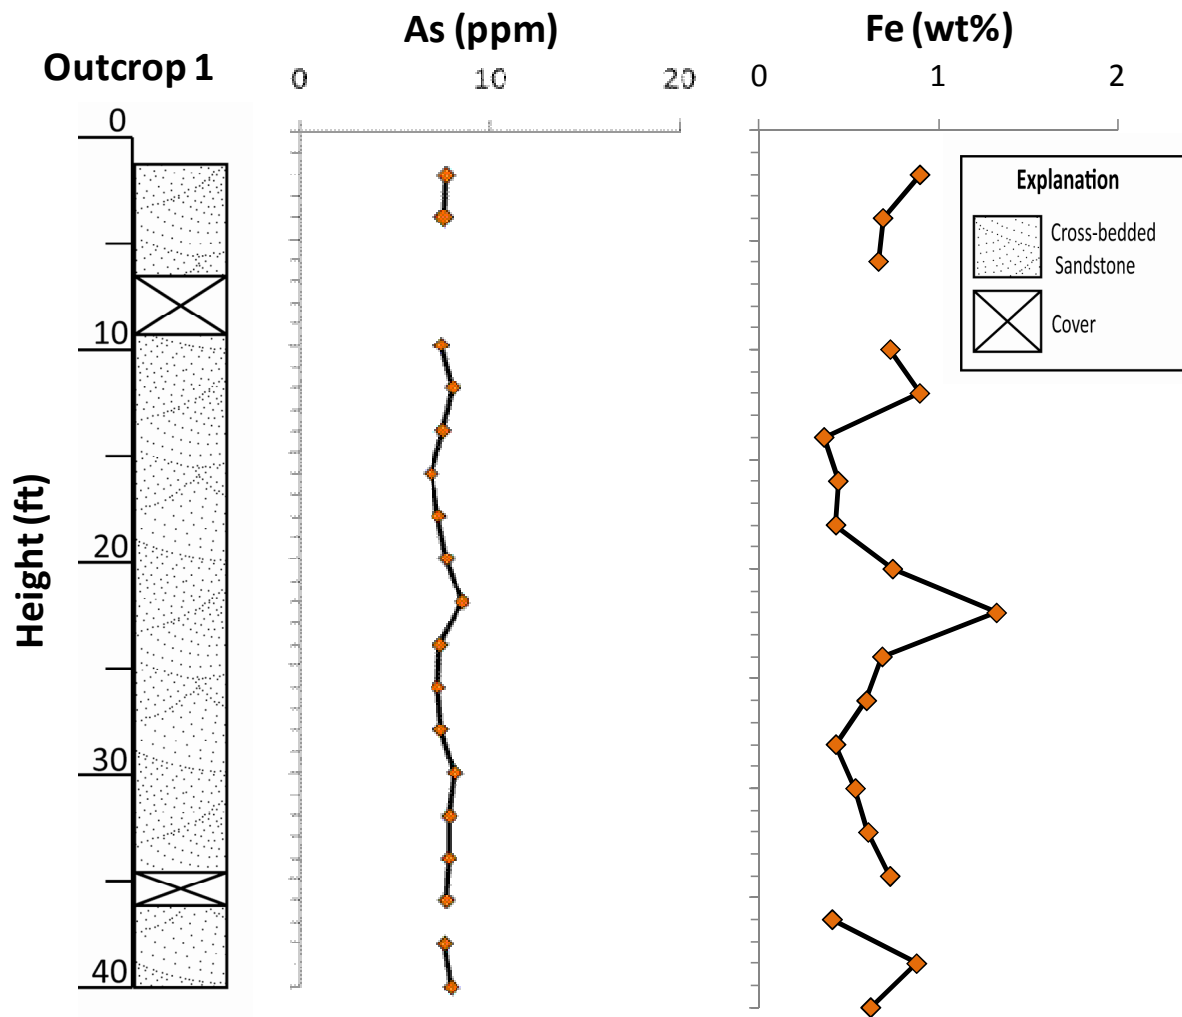 As (ppm)
Fe (wt%)
Outcrop 1
0
10
20
0
1
2
0
10
20
30
40
Height (ft)
Explanation
Cross-bedded
Sandstone
Cover